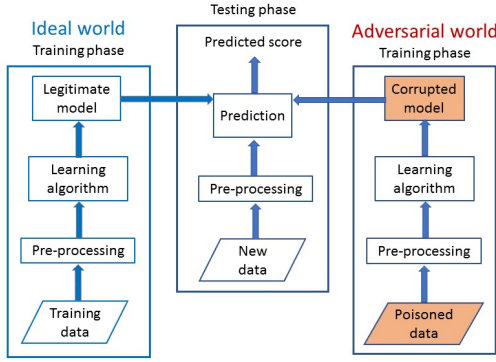 Ideal world
Training phase
Legitimate
model
Learning
algorithm
Pre-processing
Training
data
Testing phase
Predicted score
Prediction
Pre-processing
New
data
Adversarial world
Training phase
Corrupted
model
Learning
algorithm
Pre-processing
Poisoned
data